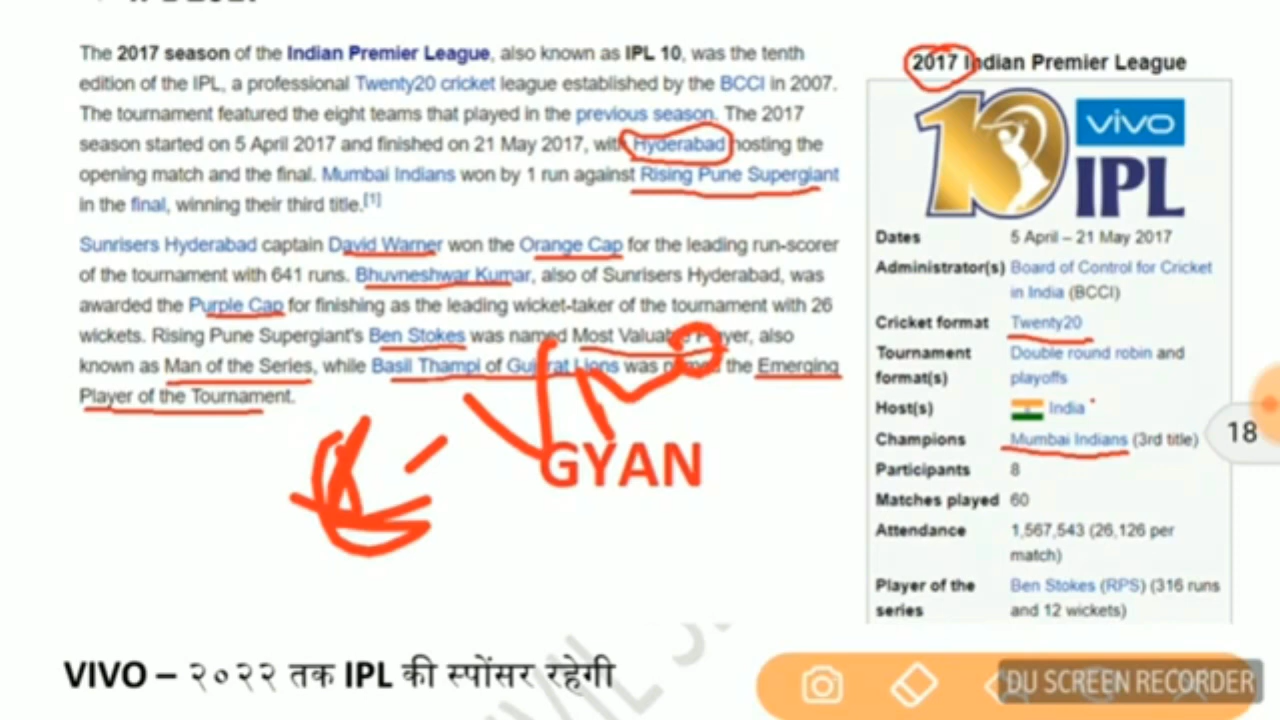 The 2017 season of the Indian Premier League, also known as IPL 10, was the tenth
edition of the IPL, a professional Twenty20 cricket league established by the BCCI in 2007.
The tournament featured the eight teams that played in the previous season. The 2017
season started on 5 April 2017 and finished on 21 May 2017, with Hyderabad hosting the
opening match and the final. Mumbai Indians won by 1 run against Rising Pune Supergiant
in the final, winning their third title.[1]
Sunrisers Hyderabad captain David Warner won the Orange Cap for the leading run-scorer
of the tournament with 641 runs. Bhuvneshwar Kumar, also of Sunrisers Hyderabad, was
awarded the Purple Cap for finishing as the leading wicket-taker of the tournament with 26
wickets. Rising Pune Supergiant's Ben Stokes was named Most Valuable Player, also
known as Man of the Series, while Basil Thampi of Gujarat Lions was named the Emerging
Player of the Tournament.
GYAN
2017 Indian Premier League
10 vivo
IPL
Dates 5 April – 21 May 2017
Administrator(s) Board of Control for Cricket
in India (BCCI)
Cricket format Twenty20
Tournament Double round robin and
format(s) playoffs
Host(s) India
Champions Mumbai Indians (3rd title)
Participants 8
Matches played 60
Attendance 1,567,543 (26,126 per
match)
Player of the Ben Stokes (RPS) (316 runs
series and 12 wickets)
18
VIVO – २०२२ तक IPL की स्पोंसर रहेगी
DU SCREEN RECORDER